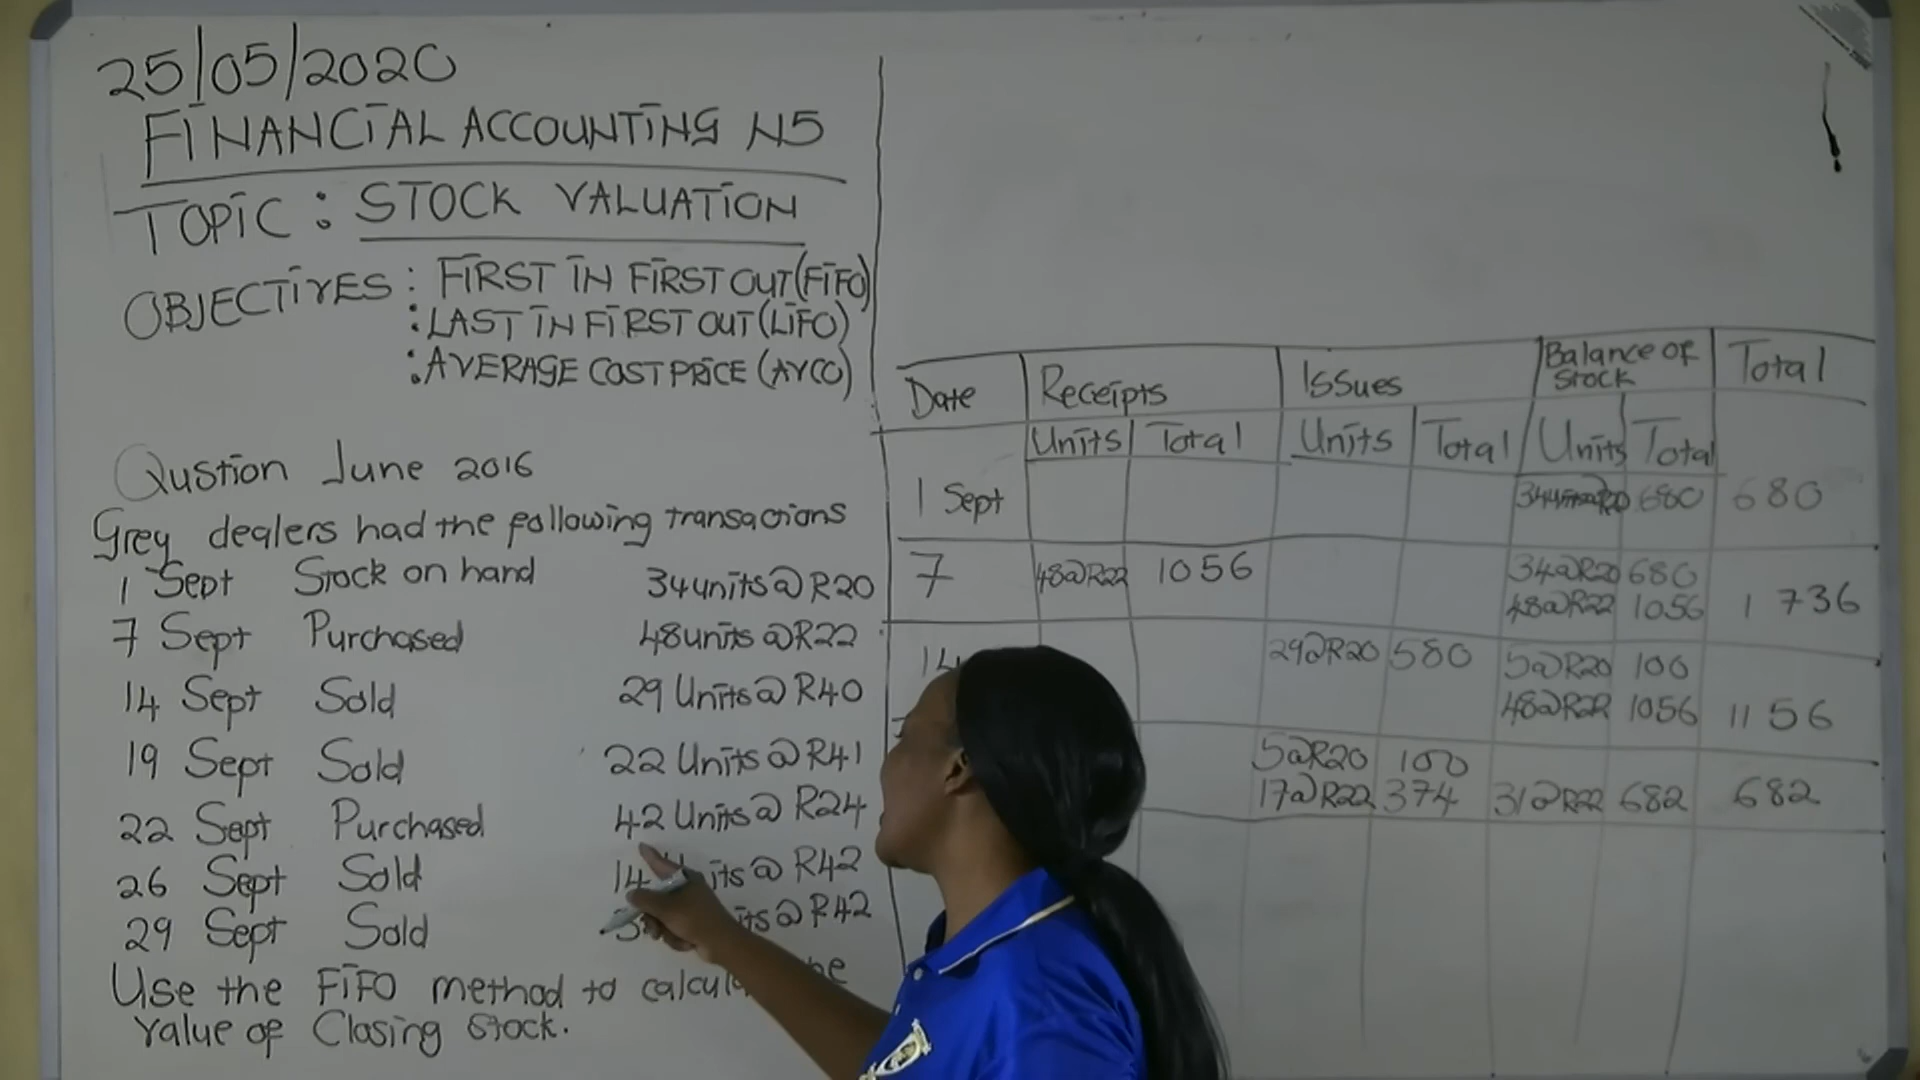 25/05/2020
FINANCIAL ACCOUNTING N5
TOPIC : STOCK VALUATION
OBJECTIVES : FIRST IN FIRST OUT (FIFO)
: LAST IN FIRST OUT (LIFO)
: AVERAGE COST PRICE (AVCO)
Qustion June 2016
Grey dealers had the following transactions
1 Sept Stock on hand 34 units @ R20
7 Sept Purchased 48 units @ R22
14 Sept Sold 29 Units @ R40
19 Sept Sold 22 Units @ R41
22 Sept Purchased 42 Units @ R24
26 Sept Sold 14 @ R42
29 Sept Sold @ R42
Use the FIFO method to
value of Closing Stock.
Date Receipts Issues Balance of Stock Total
Units Total Units Total Units Total
1 Sept 680 680
7 48@R22 1056 34@R20 680
48@R22 1056 1 736
14 29@R20 580 5@R20 100
48@R22 1056 11 56
5@R20 100
17@R22 374 31@R22 682 682